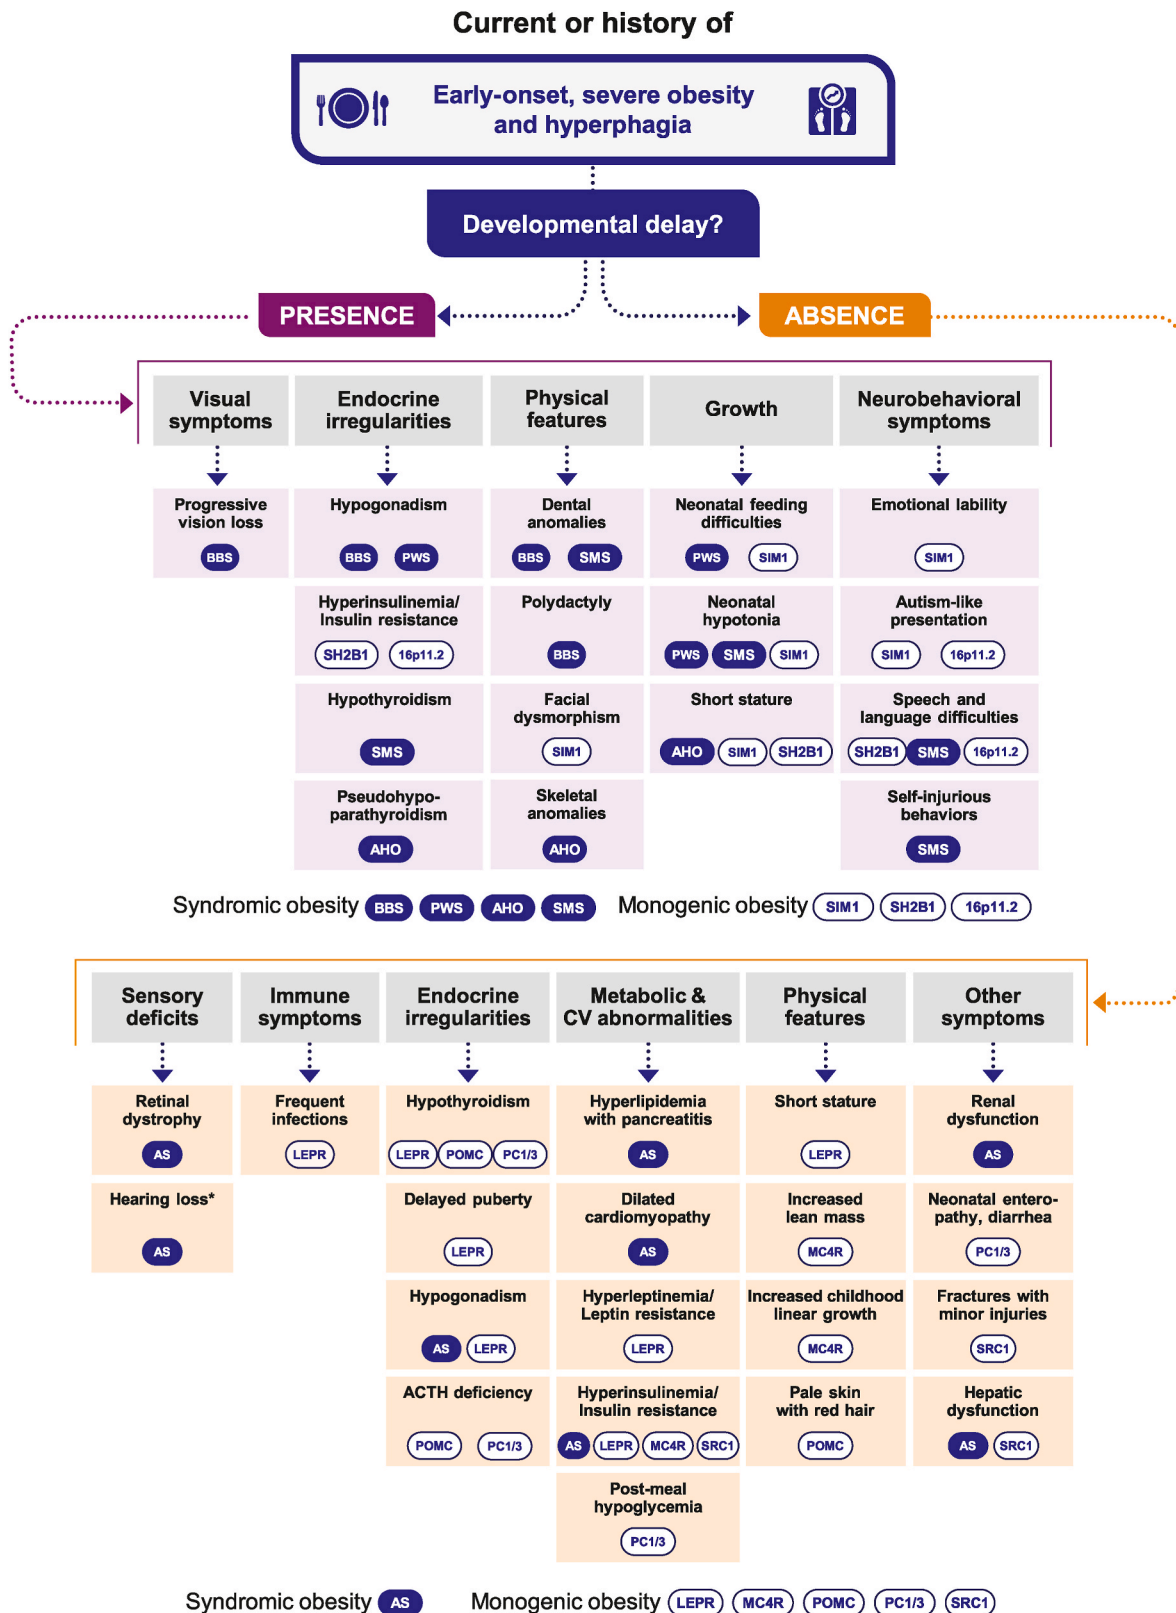 Current or history of
Early-onset, severe obesity
and hyperphagia
Developmental delay?
PRESENCE
ABSENCE
Visual
symptoms
Endocrine
irregularities
Physical
features
Growth
Neurobehavioral
symptoms
Progressive
vision loss
BBS
Hypogonadism
BBS PWS
Dental
anomalies
BBS SMS
Neonatal feeding
difficulties
PWS SIM1
Emotional lability
SIM1
Hyperinsulinemia/
Insulin resistance
SH2B1 16p11.2
Polydactyly
BBS
Neonatal
hypotonia
PWS SMS SIM1
Autism-like
presentation
SIM1 16p11.2
Hypothyroidism
SMS
Facial
dysmorphism
SIM1
Short stature
AHO SIM1 SH2B1
Speech and
language difficulties
SH2B1 SMS 16p11.2
Pseudohypo-
parathyroidism
AHO
Skeletal
anomalies
AHO
Self-injurious
behaviors
SMS
Syndromic obesity BBS PWS AHO SMS Monogenic obesity SIM1 SH2B1 16p11.2
Sensory
deficits
Immune
symptoms
Endocrine
irregularities
Metabolic &
CV abnormalities
Physical
features
Other
symptoms
Retinal
dystrophy
AS
Frequent
infections
LEPR
Hypothyroidism
LEPR POMC PC1/3
Hyperlipidemia
with pancreatitis
AS
Short stature
LEPR
Renal
dysfunction
AS
Hearing loss*
AS
Delayed puberty
LEPR
Dilated
cardiomyopathy
AS
Increased
lean mass
MC4R
Neonatal entero-
pathy, diarrhea
PC1/3
Hypogonadism
AS LEPR
Hyperleptinemia/
Leptin resistance
LEPR
Increased childhood
linear growth
MC4R
Fractures with
minor injuries
SRC1
ACTH deficiency
POMC PC1/3
Hyperinsulinemia/
Insulin resistance
AS LEPR MC4R SRC1
Pale skin
with red hair
POMC
Hepatic
dysfunction
AS SRC1
Post-meal
hypoglycemia
PC1/3
Syndromic obesity AS Monogenic obesity LEPR MC4R POMC PC1/3 SRC1